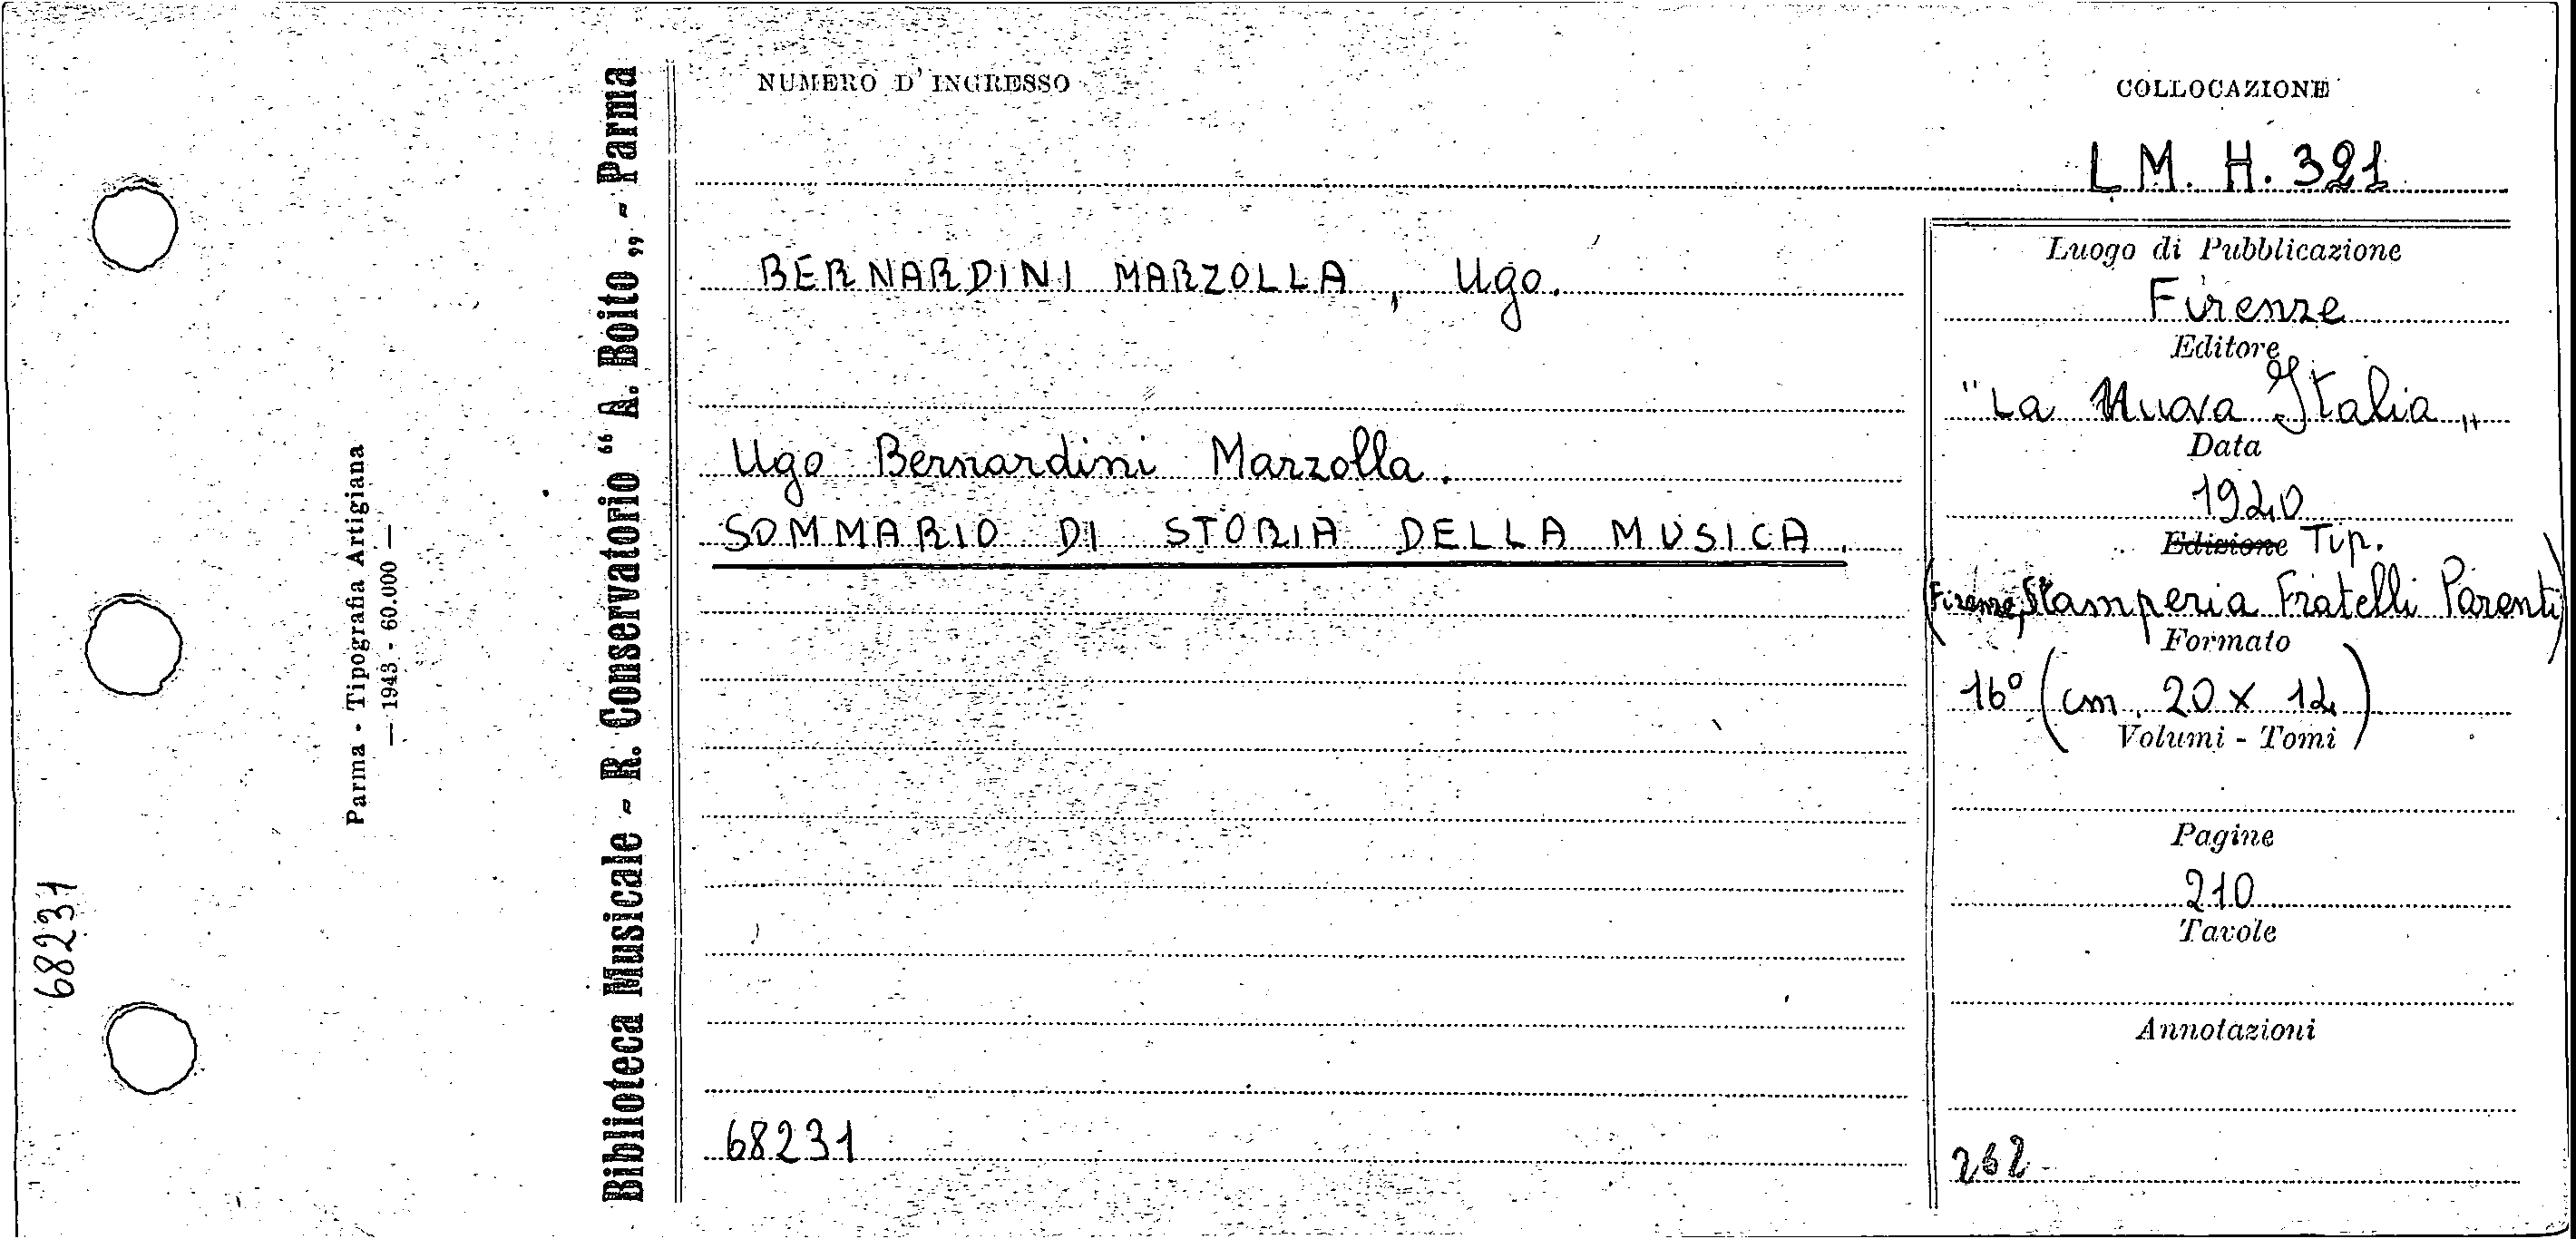 NUMERO D'INGRESSO
COLLOCAZIONE
L M. H. 321
BERNARDINI MARZOLLA, Ugo.
Ugo Bernardini Marzolla.
SOMMARIO DI STORIA DELLA MUSICA.
68231
Luogo di Pubblicazione
Firenze
Editore
"La Nuova Italia„
Data
1920
Edizione Tip.
(Firenze, Stamperia Fratelli Parenti)
Formato
16° (cm. 20 x 12)
Volumi - Tomi
Pagine
210
Tavole
Annotazioni
262
Biblioteca Musicale - R. Conservatorio “ A. Boito „ - Parma
Parma - Tipografia Artigiana
— 1943 - 60.000 —
68231